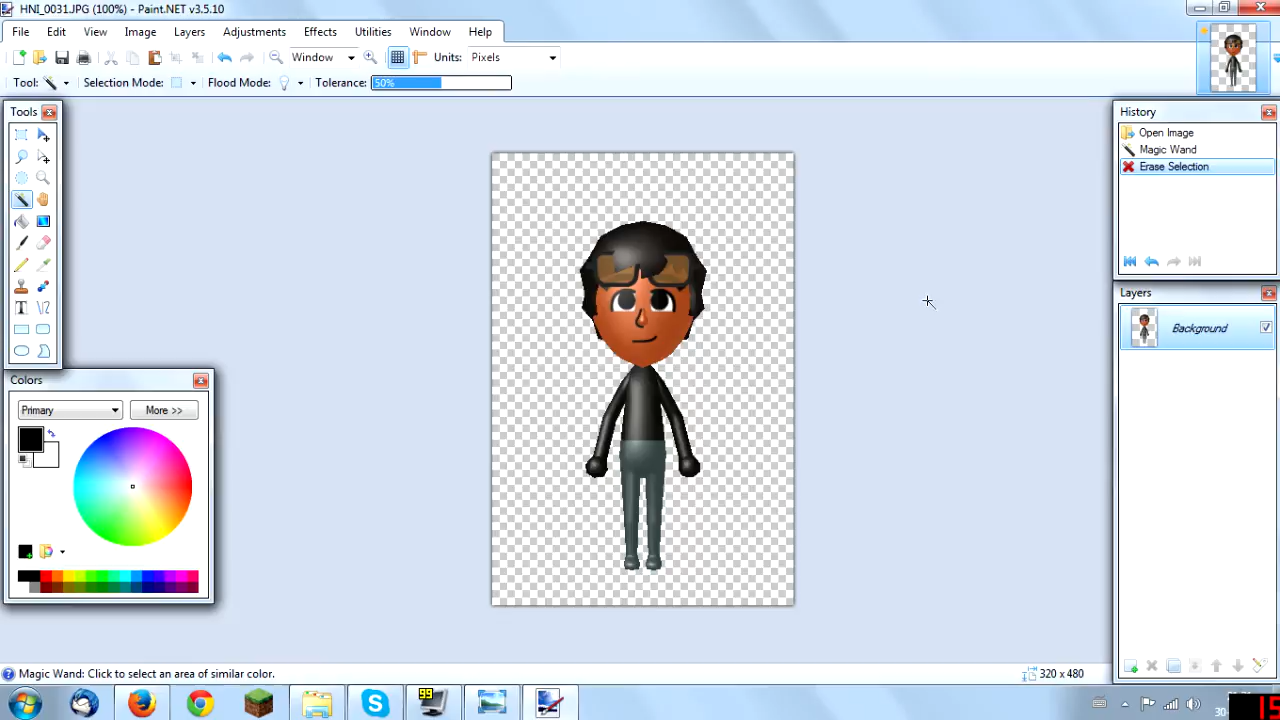 HNI_0031.JPG (100%) - Paint.NET v3.5.10
File Edit View Image Layers Adjustments Effects Utilities Window Help
Window Units: Pixels
Tool: Selection Mode: Flood Mode: Tolerance: 50%
Tools
History
Open Image
Magic Wand
Erase Selection
Layers
Background
Colors
Primary More >>
Magic Wand: Click to select an area of similar color.
320 x 480
99
15